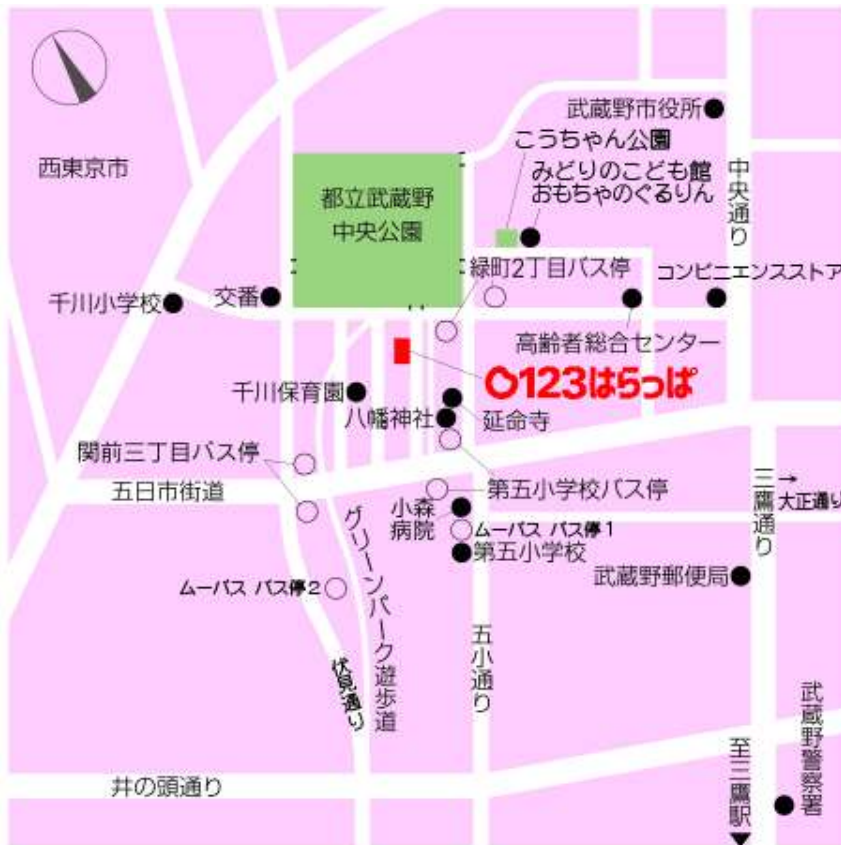 武蔵野市役所
こうちゃん公園
西東京市
みどりのこども館
おもちゃのぐるりん
中央通り
都立武蔵野
中央公園
緑町2丁目バス停
コンビニエンスストア
千川小学校
交番
高齢者総合センター
0123はらっぱ
千川保育園
八幡神社
延命寺
関前三丁目バス停
五日市街道
第五小学校バス停
三鷹通り
→
大正通り
小森
病院
グリーンパーク遊歩道
ムーバス バス停1
第五小学校
武蔵野郵便局
ムーバス バス停2
五小通り
伏見通り
武蔵野警察署
至三鷹駅
井の頭通り